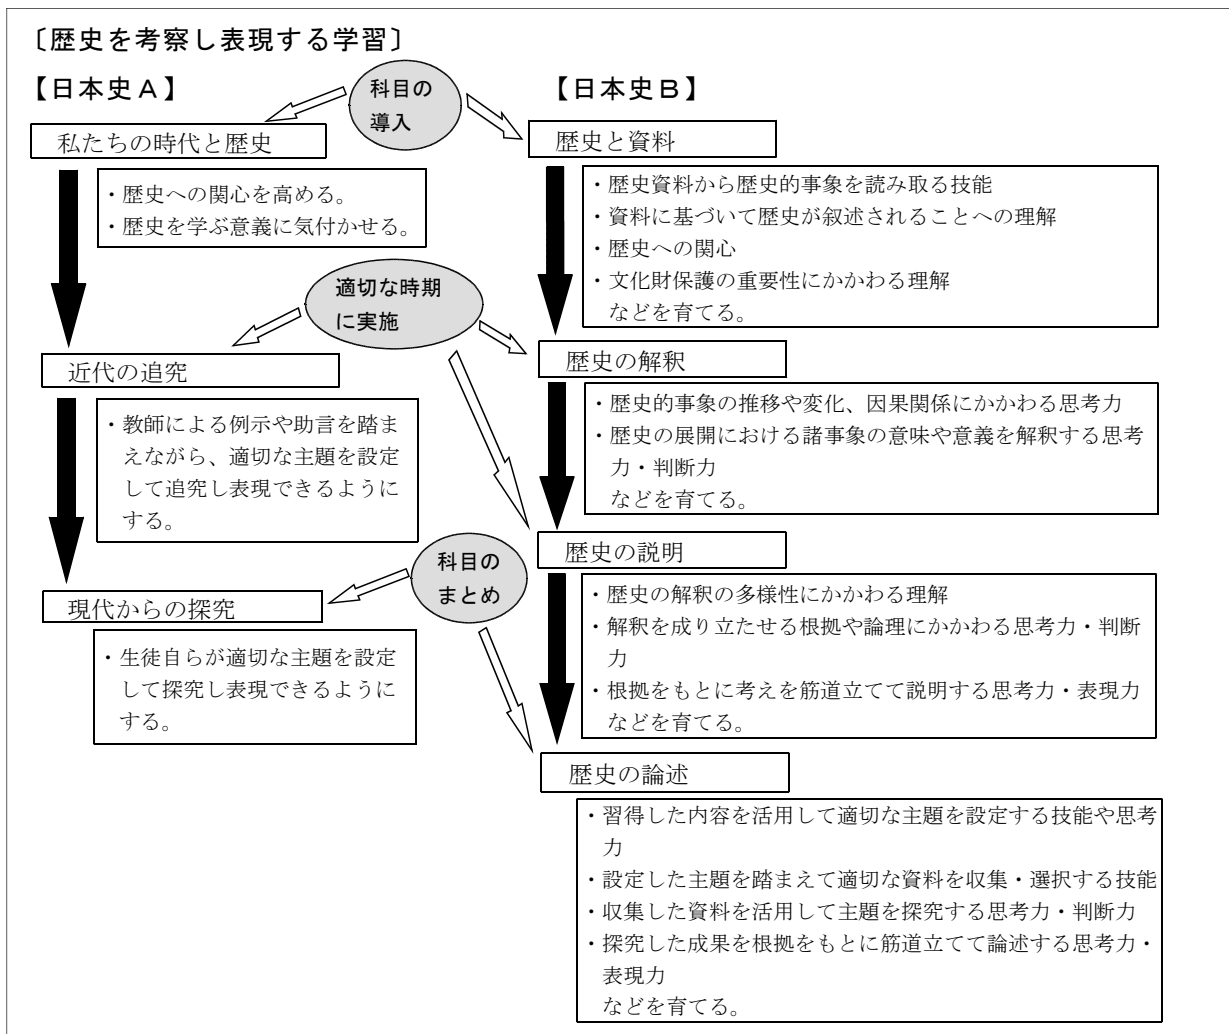 〔歴史を考察し表現する学習〕
【日本史A】
科目の
導入
【日本史B】
私たちの時代と歴史
歴史と資料
・歴史への関心を高める。
・歴史を学ぶ意義に気付かせる。
・歴史資料から歴史的事象を読み取る技能
・資料に基づいて歴史が叙述されることへの理解
・歴史への関心
・文化財保護の重要性にかかわる理解
などを育てる。
適切な時期
に実施
近代の追究
歴史の解釈
・教師による例示や助言を踏ま
えながら、適切な主題を設定
して追究し表現できるように
する。
・歴史的事象の推移や変化、因果関係にかかわる思考力
・歴史の展開における諸事象の意味や意義を解釈する思考
力・判断力
などを育てる。
歴史の説明
科目の
まとめ
現代からの探究
・生徒自らが適切な主題を設定
して探究し表現できるように
する。
・歴史の解釈の多様性にかかわる理解
・解釈を成り立たせる根拠や論理にかかわる思考力・判断
力
・根拠をもとに考えを筋道立てて説明する思考力・表現力
などを育てる。
歴史の論述
・習得した内容を活用して適切な主題を設定する技能や思考
力
・設定した主題を踏まえて適切な資料を収集・選択する技能
・収集した資料を活用して主題を探究する思考力・判断力
・探究した成果を根拠をもとに筋道立てて論述する思考力・
表現力
などを育てる。